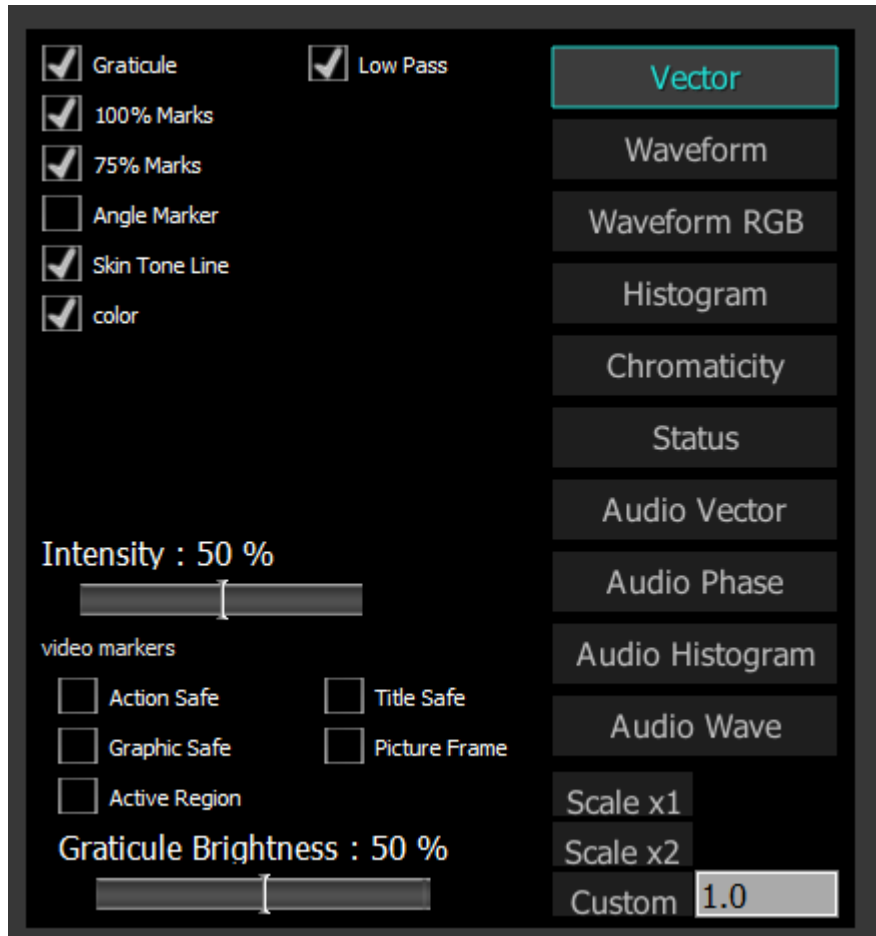 Graticule
Low Pass
100% Marks
75% Marks
Angle Marker
Skin Tone Line
color
Intensity : 50 %
video markers
Action Safe
Title Safe
Graphic Safe
Picture Frame
Active Region
Graticule Brightness : 50 %
Vector
Waveform
Waveform RGB
Histogram
Chromaticity
Status
Audio Vector
Audio Phase
Audio Histogram
Audio Wave
Scale x1
Scale x2
Custom
1.0